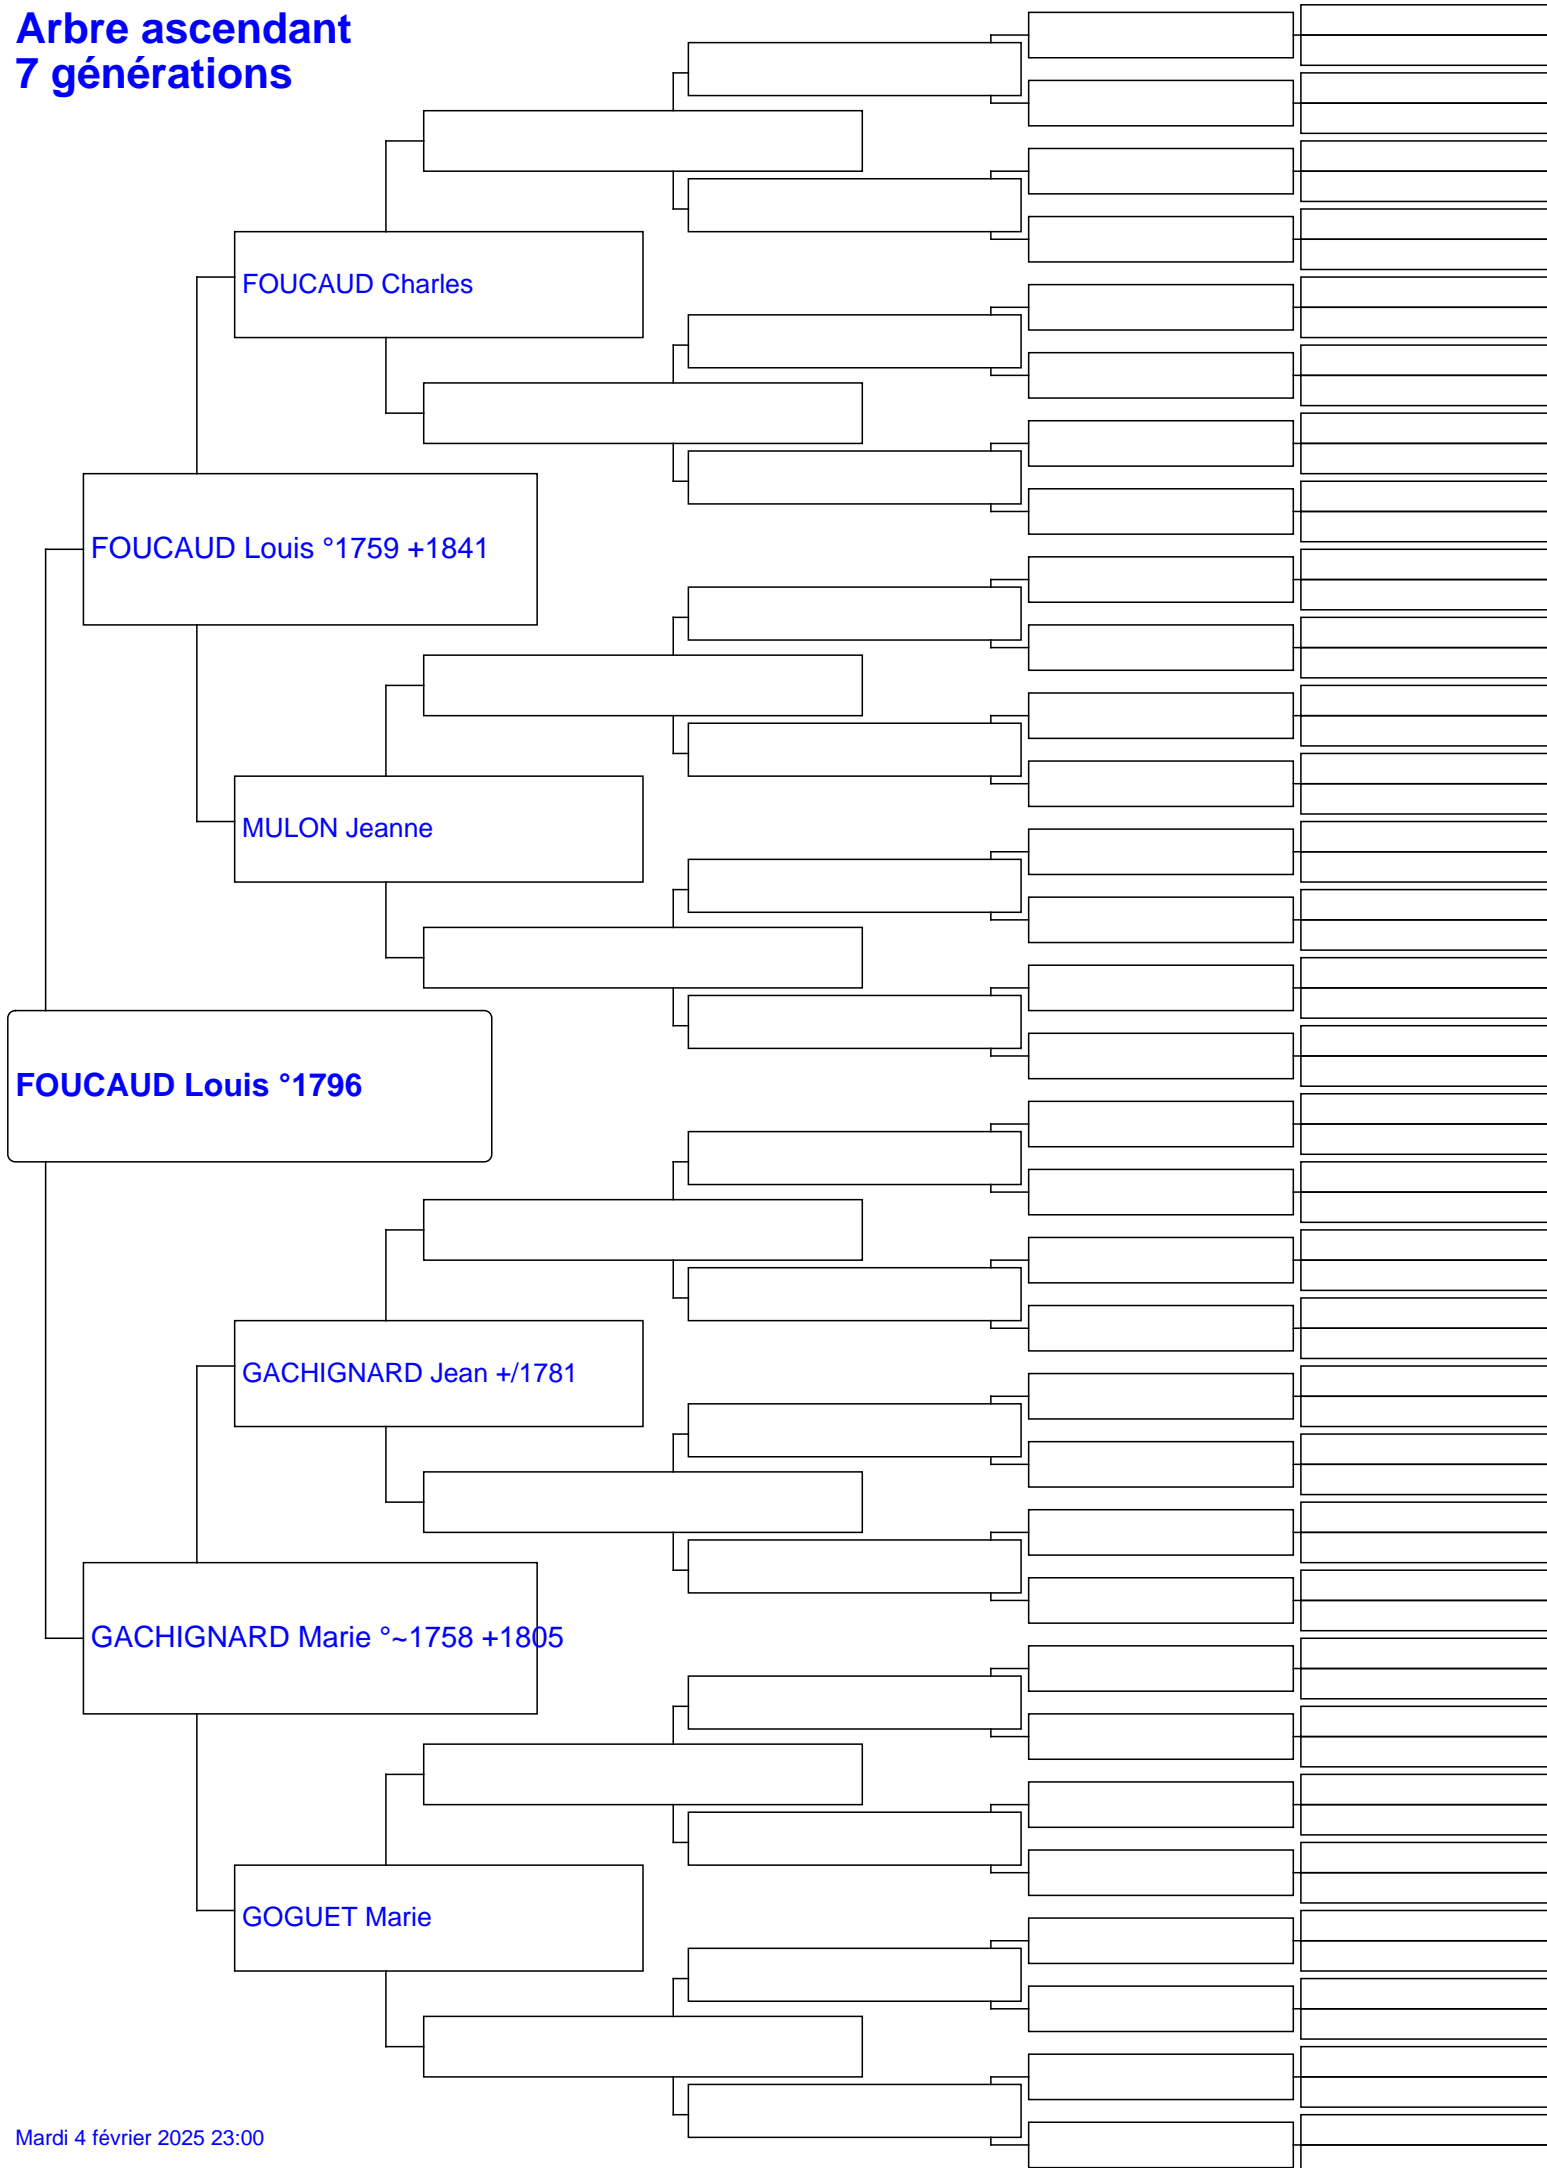 Arbre ascendant
7 générations
FOUCAUD Charles
FOUCAUD Louis °1759 +1841
MULON Jeanne
FOUCAUD Louis °1796
GACHIGNARD Jean +/1781
GACHIGNARD Marie °~1758 +1805
GOGUET Marie
Mardi 4 février 2025 23:00